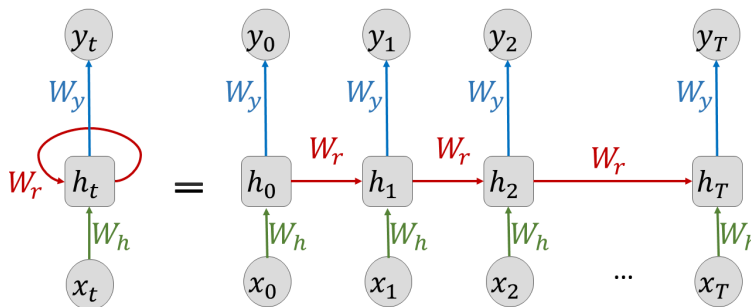 y_t y_0 y_1 y_2 y_T
W_y W_y W_y W_y W_y
W_r W_r W_r
W_r h_t = h_0 h_1 h_2 h_T
W_h W_h W_h W_h W_h
x_t x_0 x_1 x_2 ... x_T